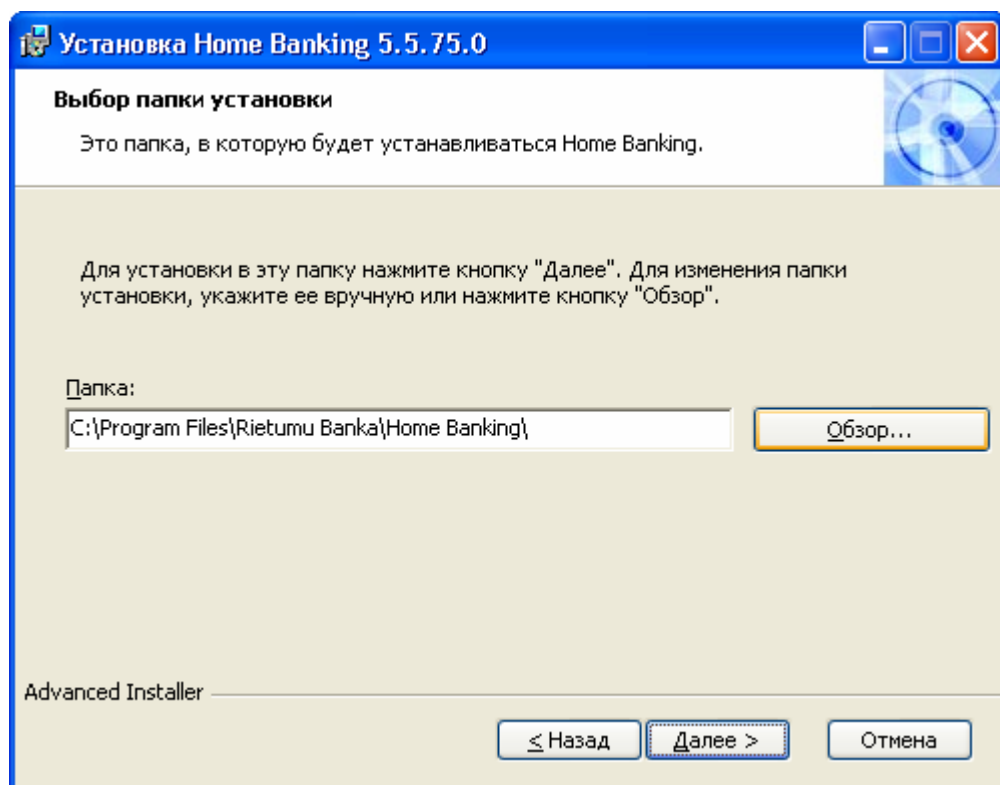 Установка Home Banking 5.5.75.0
Выбор папки установки
Это папка, в которую будет устанавливаться Home Banking.
Для установки в эту папку нажмите кнопку "Далее". Для изменения папки
установки, укажите ее вручную или нажмите кнопку "Обзор".
Папка:
C:\Program Files\Rietumu Banka\Home Banking\
Обзор...
Advanced Installer
< Назад
Далее >
Отмена